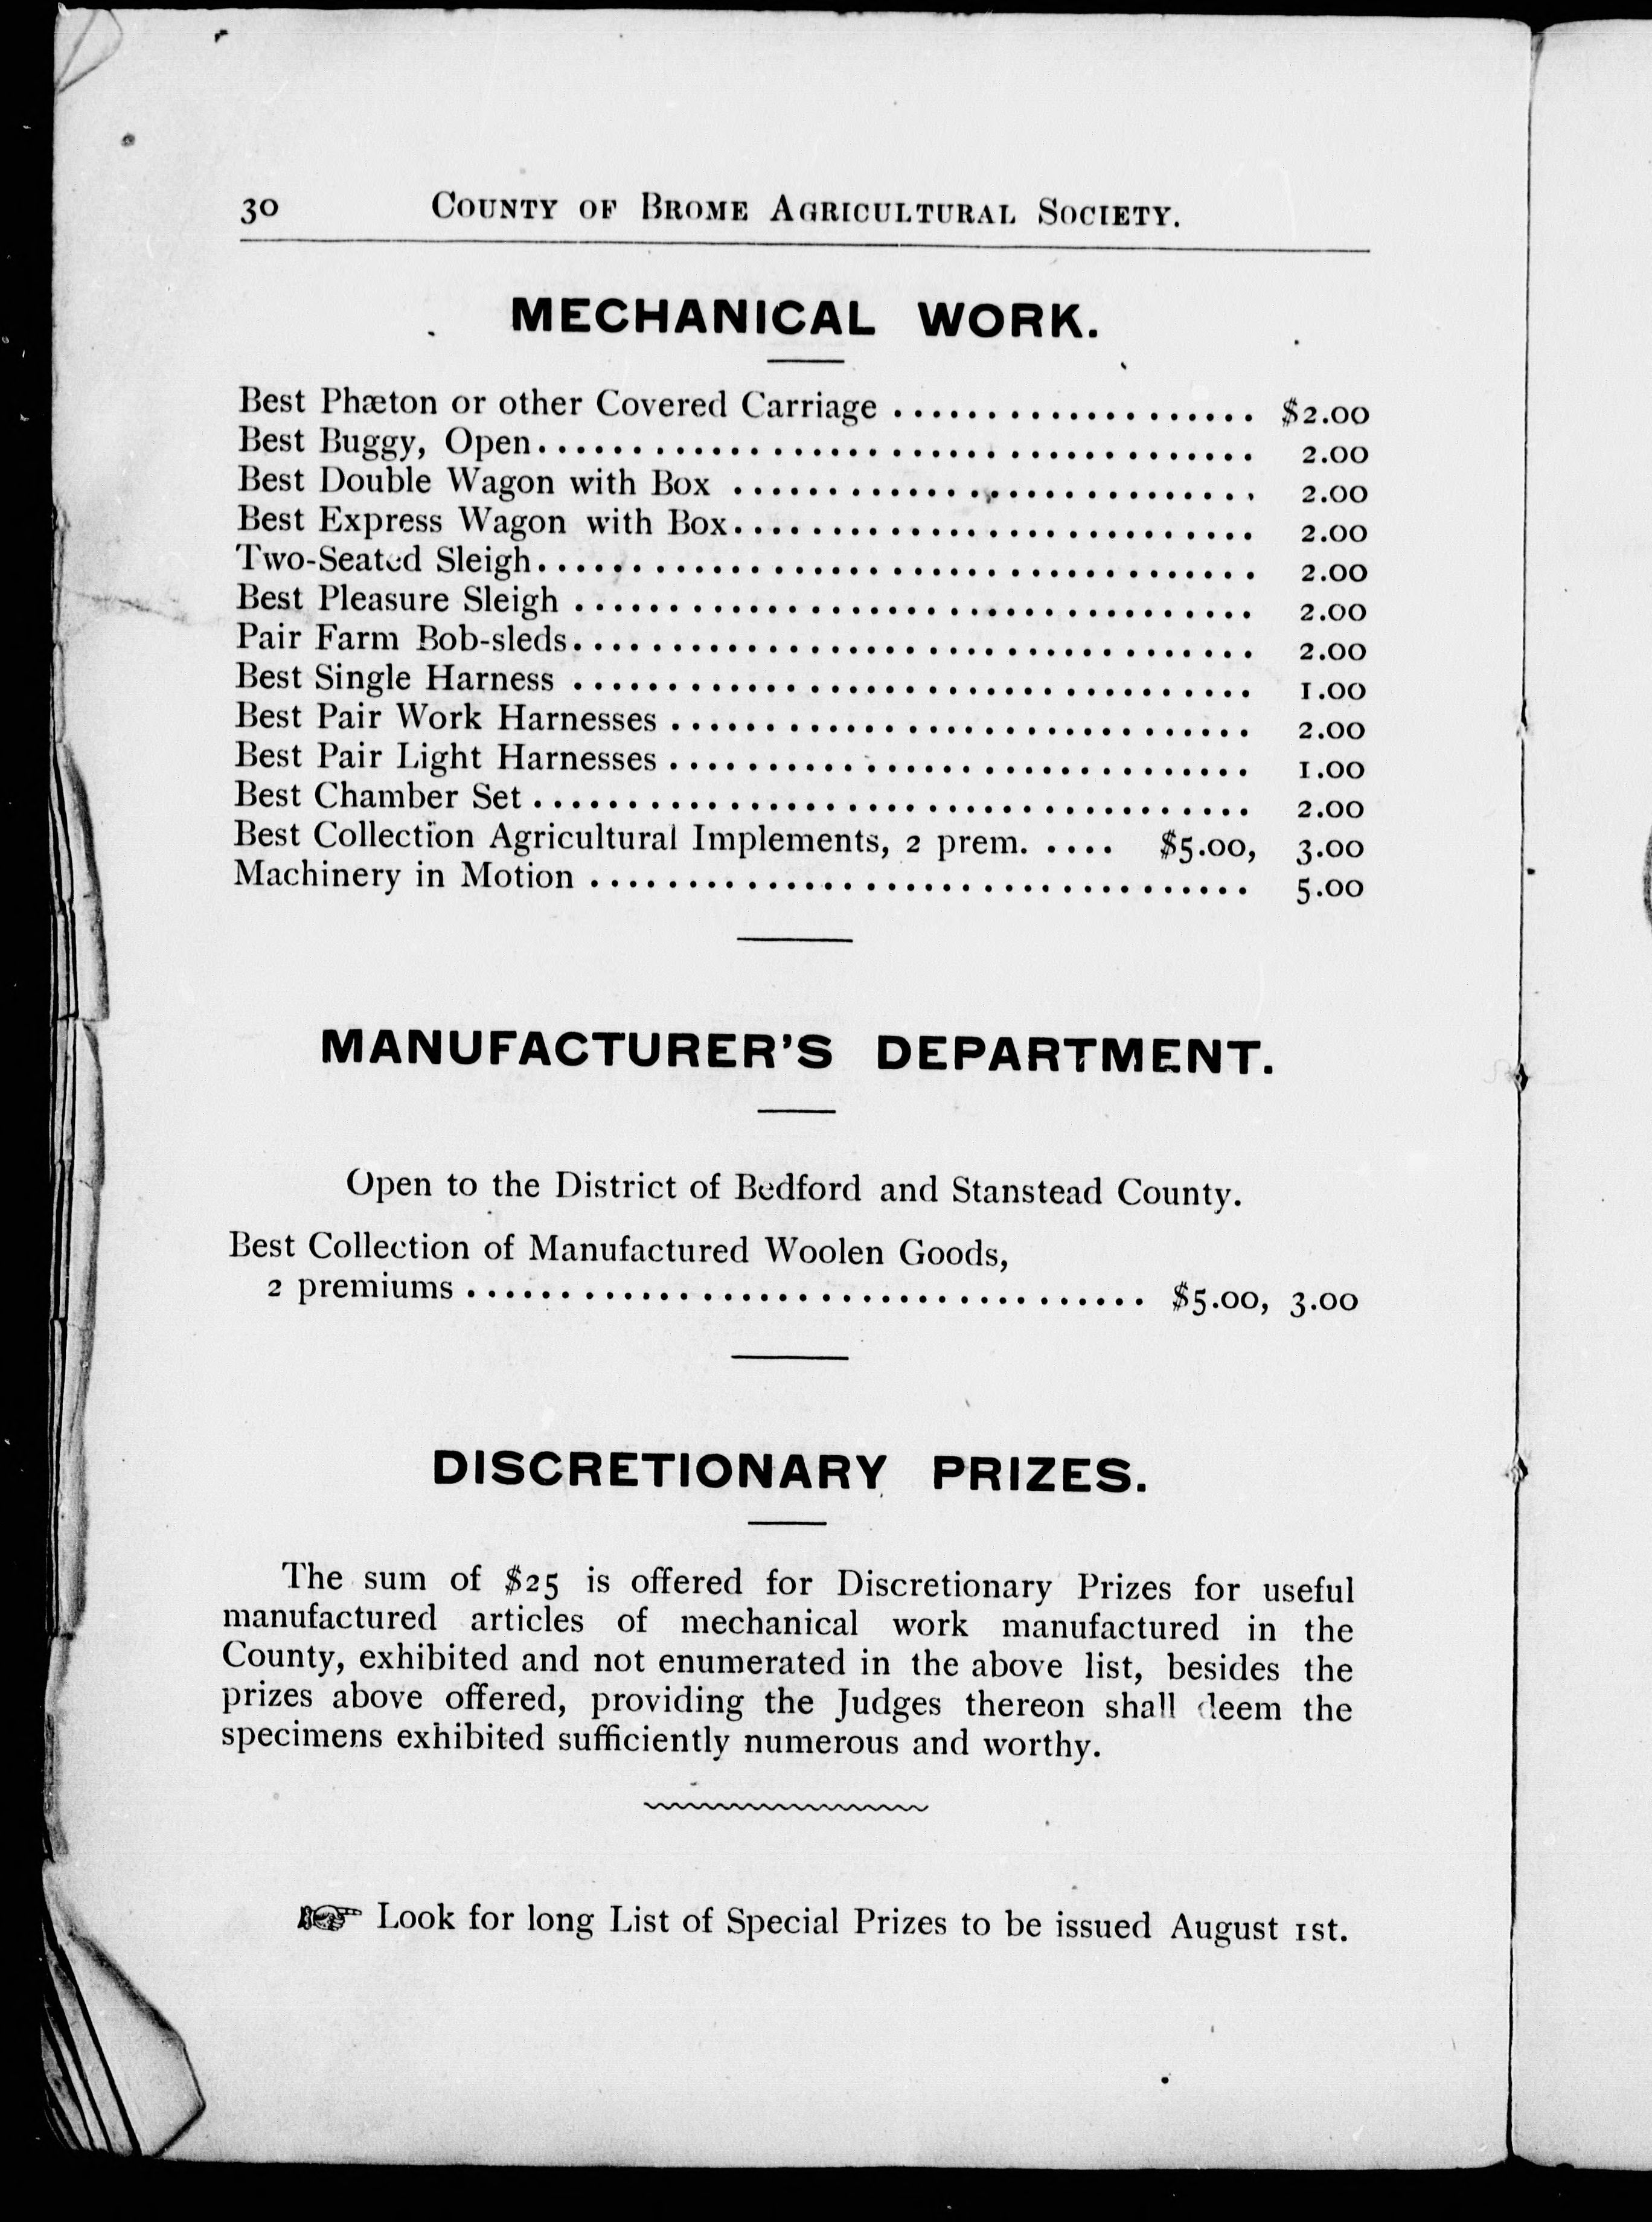 30 COUNTY OF BROME AGRICULTURAL SOCIETY.
MECHANICAL WORK.
Best Phæton or other Covered Carriage .................... $2.00
Best Buggy, Open..................................... 2.00
Best Double Wagon with Box ........................... 2.00
Best Express Wagon with Box........................... 2.00
Two-Seated Sleigh..................................... 2.00
Best Pleasure Sleigh ................................... 2.00
Pair Farm Bob-sleds................................... 2.00
Best Single Harness ................................... 1.00
Best Pair Work Harnesses .............................. 2.00
Best Pair Light Harnesses .............................. 1.00
Best Chamber Set ..................................... 2.00
Best Collection Agricultural Implements, 2 prem. .... $5.00, 3.00
Machinery in Motion .................................. 5.00
MANUFACTURER'S DEPARTMENT.
Open to the District of Bedford and Stanstead County.
Best Collection of Manufactured Woolen Goods,
2 premiums ................................... $5.00, 3.00
DISCRETIONARY PRIZES.
The sum of $25 is offered for Discretionary Prizes for useful
manufactured articles of mechanical work manufactured in the
County, exhibited and not enumerated in the above list, besides the
prizes above offered, providing the Judges thereon shall deem the
specimens exhibited sufficiently numerous and worthy.
☞ Look for long List of Special Prizes to be issued August 1st.